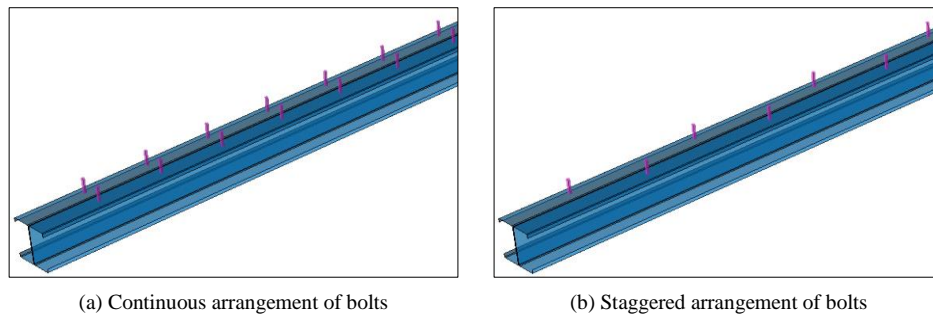 (a) Continuous arrangement of bolts
(b) Staggered arrangement of bolts